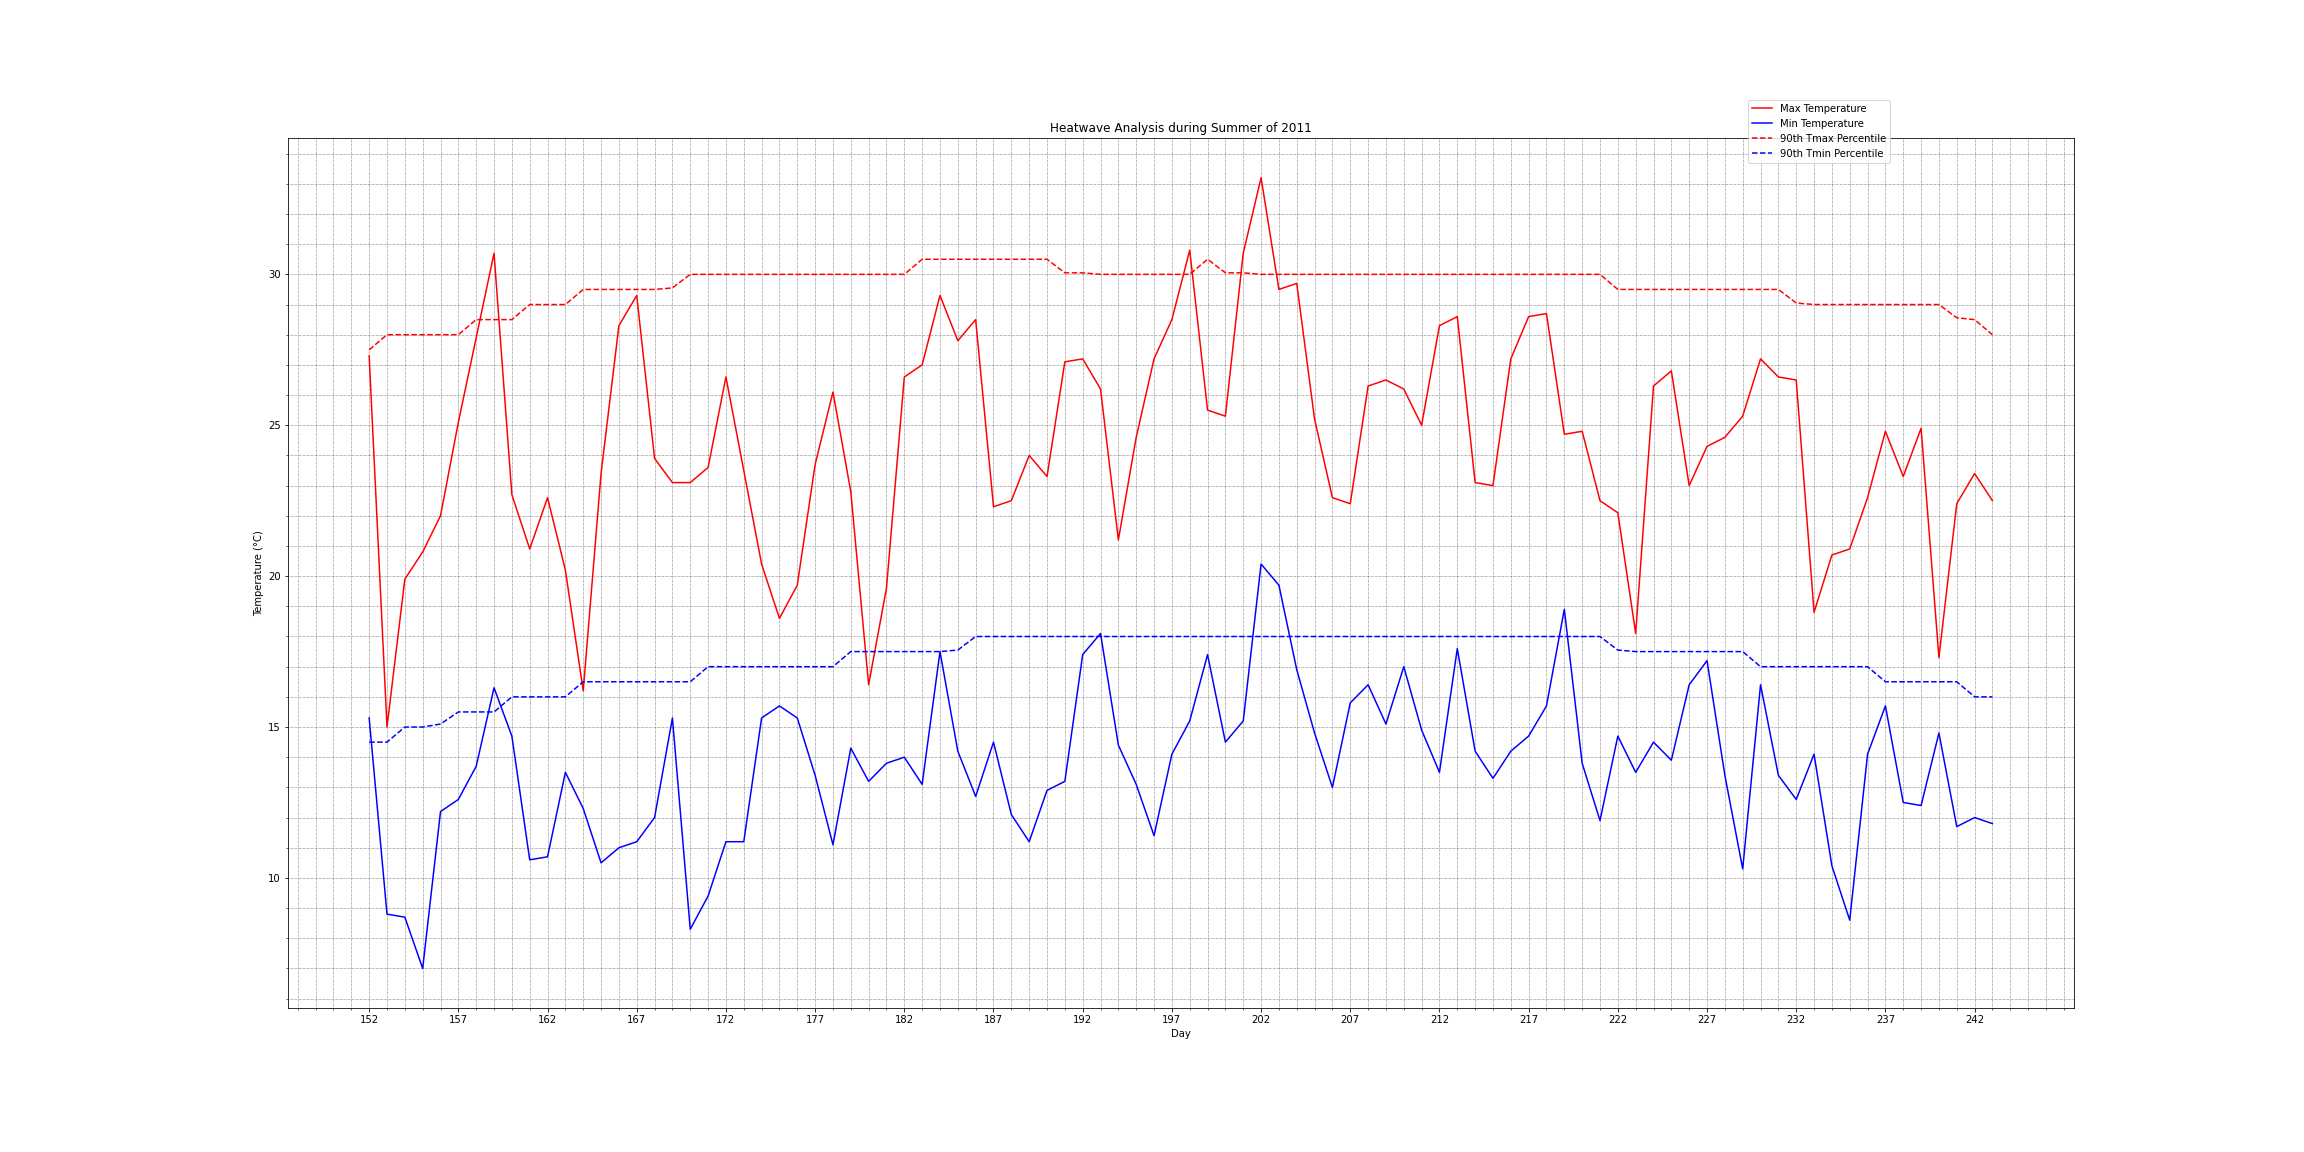 Heatwave Analysis during Summer of 2011
Max Temperature
Min Temperature
90th Tmax Percentile
90th Tmin Percentile
Temperature (°C)
30
25
20
15
10
152 157 162 167 172 177 182 187 192 197 202 207 212 217 222 227 232 237 242
Day